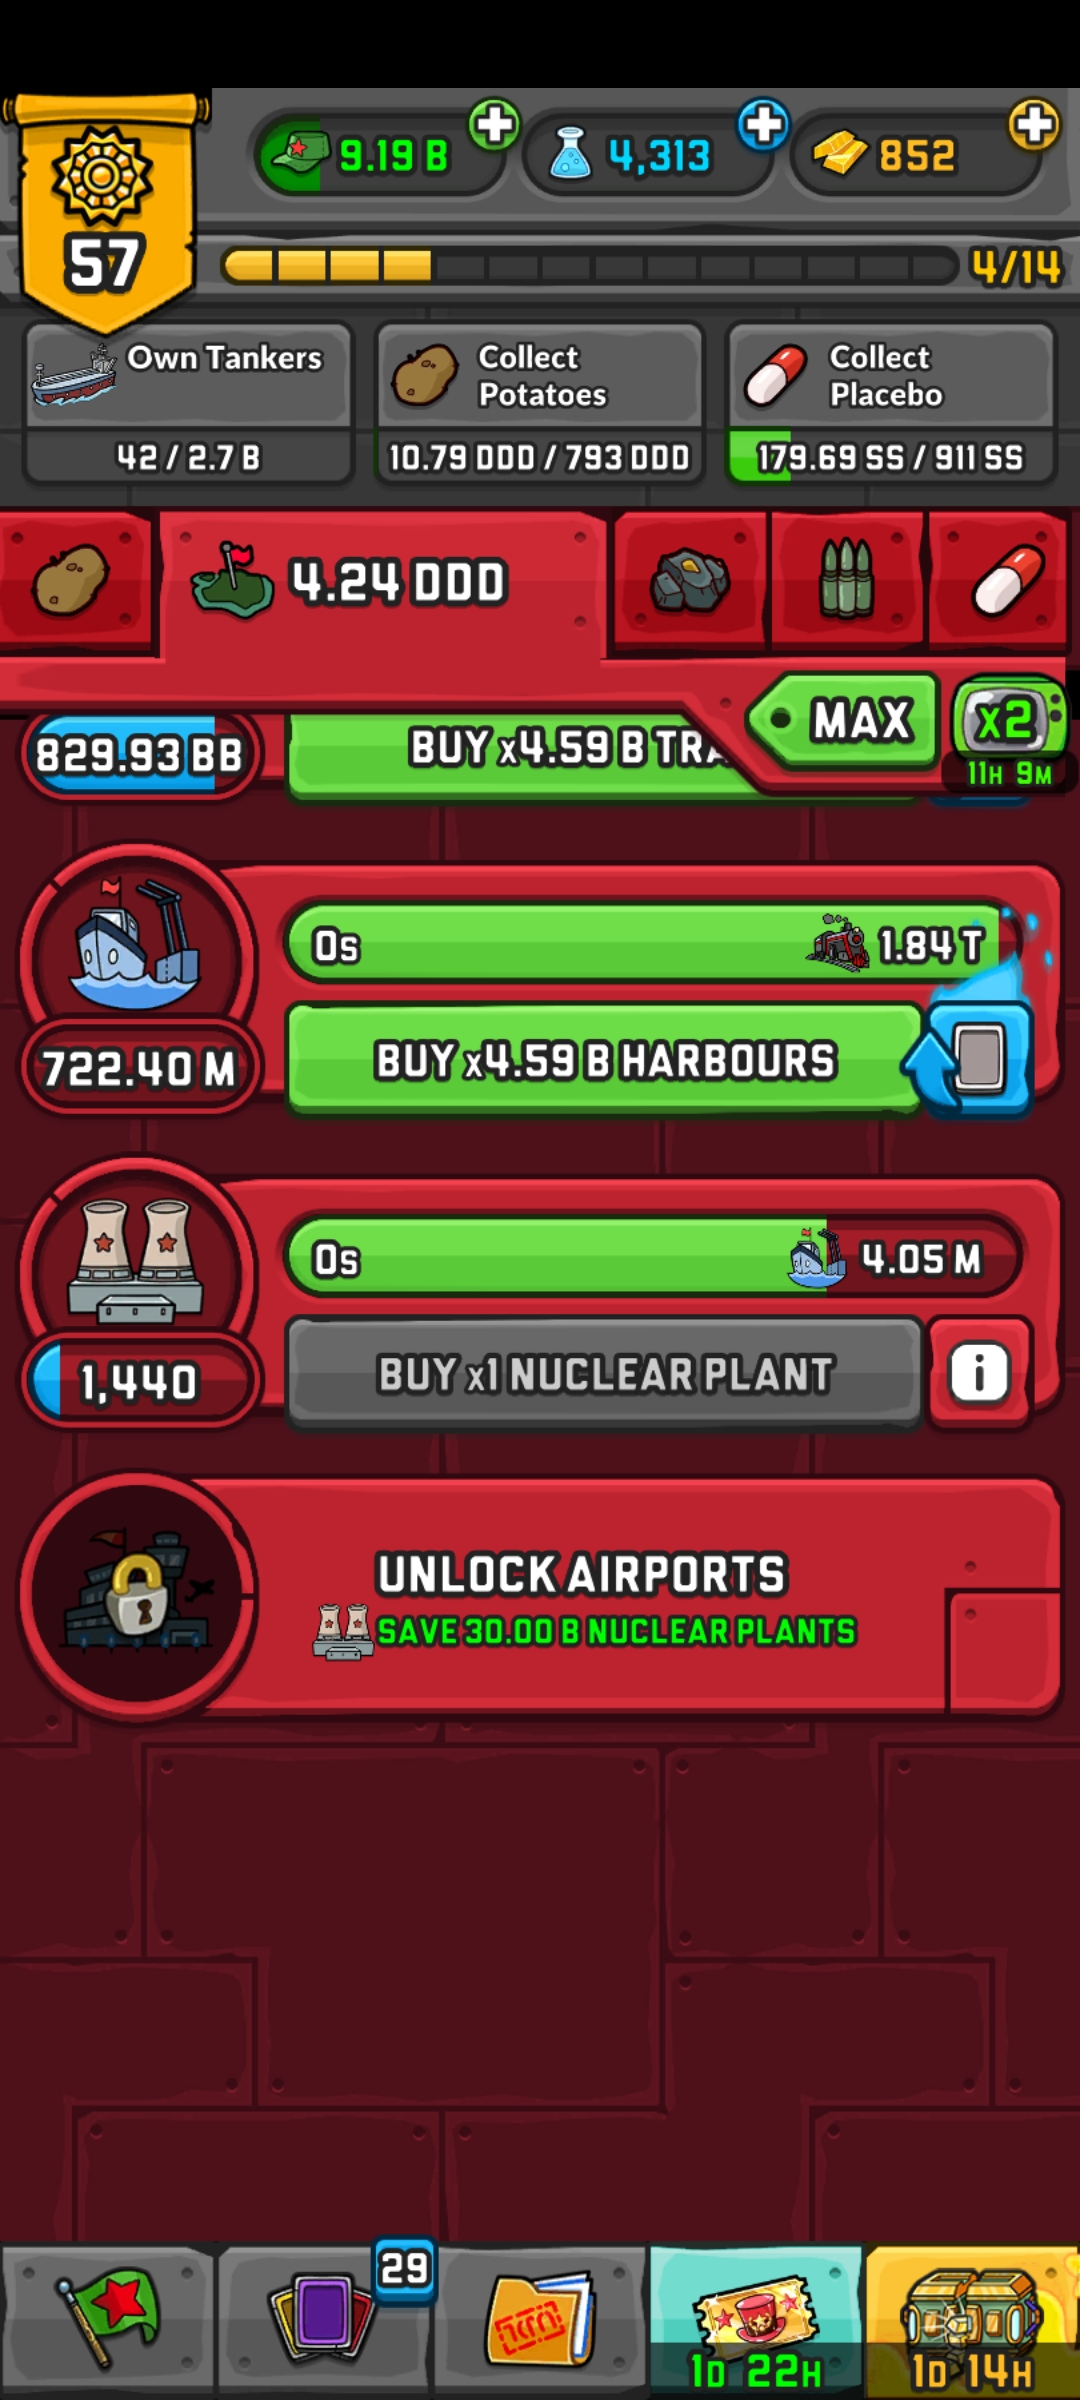 57
9.19 B
4,313
852
4/14
Own Tankers
42 / 2.7 B
Collect
Potatoes
10.79 DDD / 793 DDD
Collect
Placebo
179.69 SS / 911 SS
4.24 DDD
MAX
x2
11H 9M
829.93 BB
BUY x4.59 B
0s
1.84 T
722.40 M
BUY x4.59 B HARBOURS
0s
4.05 M
1,440
BUY x1 NUCLEAR PLANT
i
UNLOCK AIRPORTS
SAVE 30.00 B NUCLEAR PLANTS
29
1D 22H
1D 14H